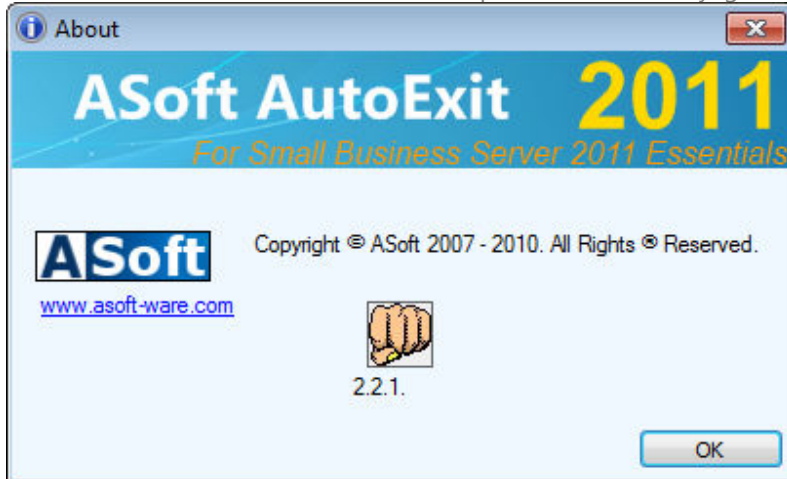 About
ASoft AutoExit 2011
For Small Business Server 2011 Essentials
ASoft
Copyright © ASoft 2007 - 2010. All Rights ® Reserved.
www.asoft-ware.com
2.2.1.
OK